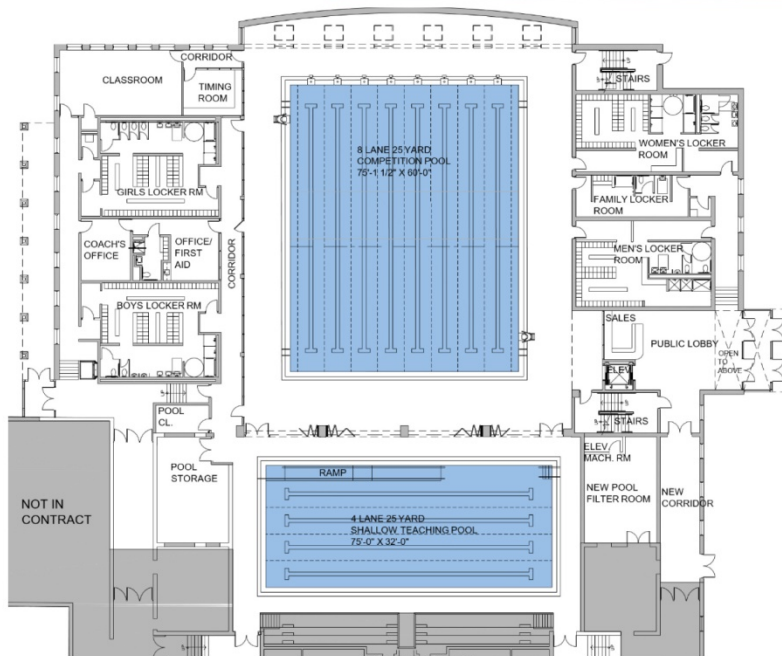 CORRIDOR
CLASSROOM
TIMING
ROOM
STAIRS
8 LANE 25 YARD
COMPETITION POOL
75'-1 1/2" X 60'-0"
WOMEN'S LOCKER
ROOM
GIRLS LOCKER RM
FAMILY LOCKER
ROOM
COACH'S
OFFICE
OFFICE/
FIRST
AID
CORRIDOR
MEN'S LOCKER
ROOM
BOYS LOCKER RM
SALES
PUBLIC LOBBY
OPEN
TO
ABOVE
ELEV
STAIRS
POOL
CL.
ELEV
MACH. RM
POOL
STORAGE
RAMP
NEW POOL
FILTER ROOM
NEW
CORRIDOR
NOT IN
CONTRACT
4 LANE 25 YARD
SHALLOW TEACHING POOL
75'-0" X 32'-0"